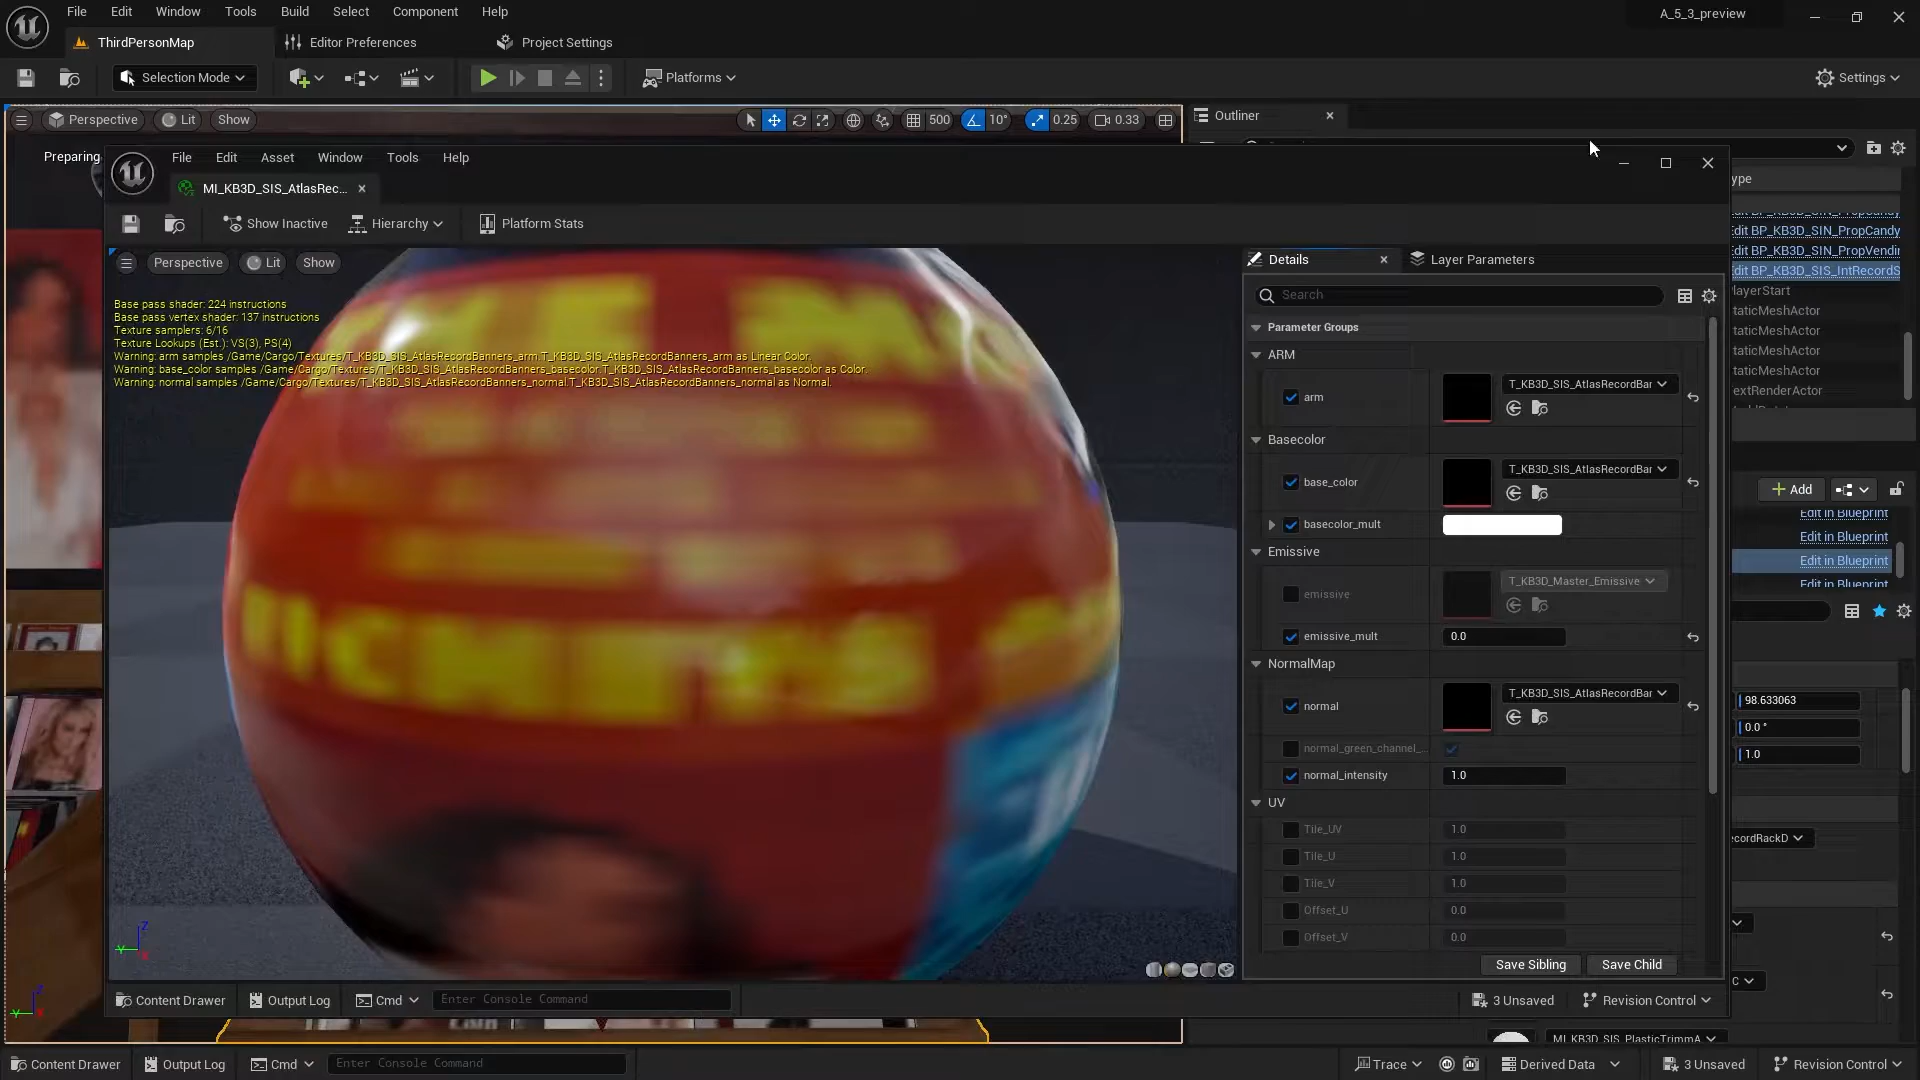 File Edit Window Tools Build Select Component Help
A_5_3_preview
ThirdPersonMap
Editor Preferences
Project Settings
Selection Mode
Platforms
Settings
Perspective
Lit
Show
500
10°
0.25
0.33
Outliner
Preparing
File Edit Asset Window Tools Help
MI_KB3D_SIS_AtlasRec...
Show Inactive
Hierarchy
Platform Stats
Perspective
Lit
Show
Base pass shader: 224 instructions
Base pass vertex shader: 137 instructions
Texture samplers: 6/16
Texture Lookups (Est.): VS(3), PS(4)
Warning: arm samples /Game/Cargo/Textures/T_KB3D_SIS_AtlasRecordBanners_arm.T_KB3D_SIS_AtlasRecordBanners_arm as Linear Color.
Warning: base_color samples /Game/Cargo/Textures/T_KB3D_SIS_AtlasRecordBanners_basecolor.T_KB3D_SIS_AtlasRecordBanners_basecolor as Color.
Warning: normal samples /Game/Cargo/Textures/T_KB3D_SIS_AtlasRecordBanners_normal.T_KB3D_SIS_AtlasRecordBanners_normal as Normal.
Details
Layer Parameters
Search
Parameter Groups
ARM
arm
T_KB3D_SIS_AtlasRecordBar
Basecolor
base_color
T_KB3D_SIS_AtlasRecordBar
basecolor_mult
Emissive
emissive
T_KB3D_Master_Emissive
emissive_mult
0.0
NormalMap
normal
T_KB3D_SIS_AtlasRecordBar
normal_green_channel_...
normal_intensity
1.0
UV
Tile_UV
1.0
Tile_U
1.0
Tile_V
1.0
Offset_U
0.0
Offset_V
0.0
Save Sibling
Save Child
Content Drawer
Output Log
Cmd
Enter Console Command
3 Unsaved
Revision Control
ype
dit BP_KB3D_SIN_PropCandy
dit BP_KB3D_SIN_PropVendin
dit BP_KB3D_SIS_IntRecordS
layerStart
taticMeshActor
taticMeshActor
taticMeshActor
taticMeshActor
extRenderActor
Add
Edit in Blueprint
Edit in Blueprint
Edit in Blueprint
Edit in Blueprint
98.633063
0.0 °
1.0
ecordRackD
C
MI_KB3D_SIS_PlasticTrimmA
Content Drawer
Output Log
Cmd
Enter Console Command
Trace
Derived Data
3 Unsaved
Revision Control